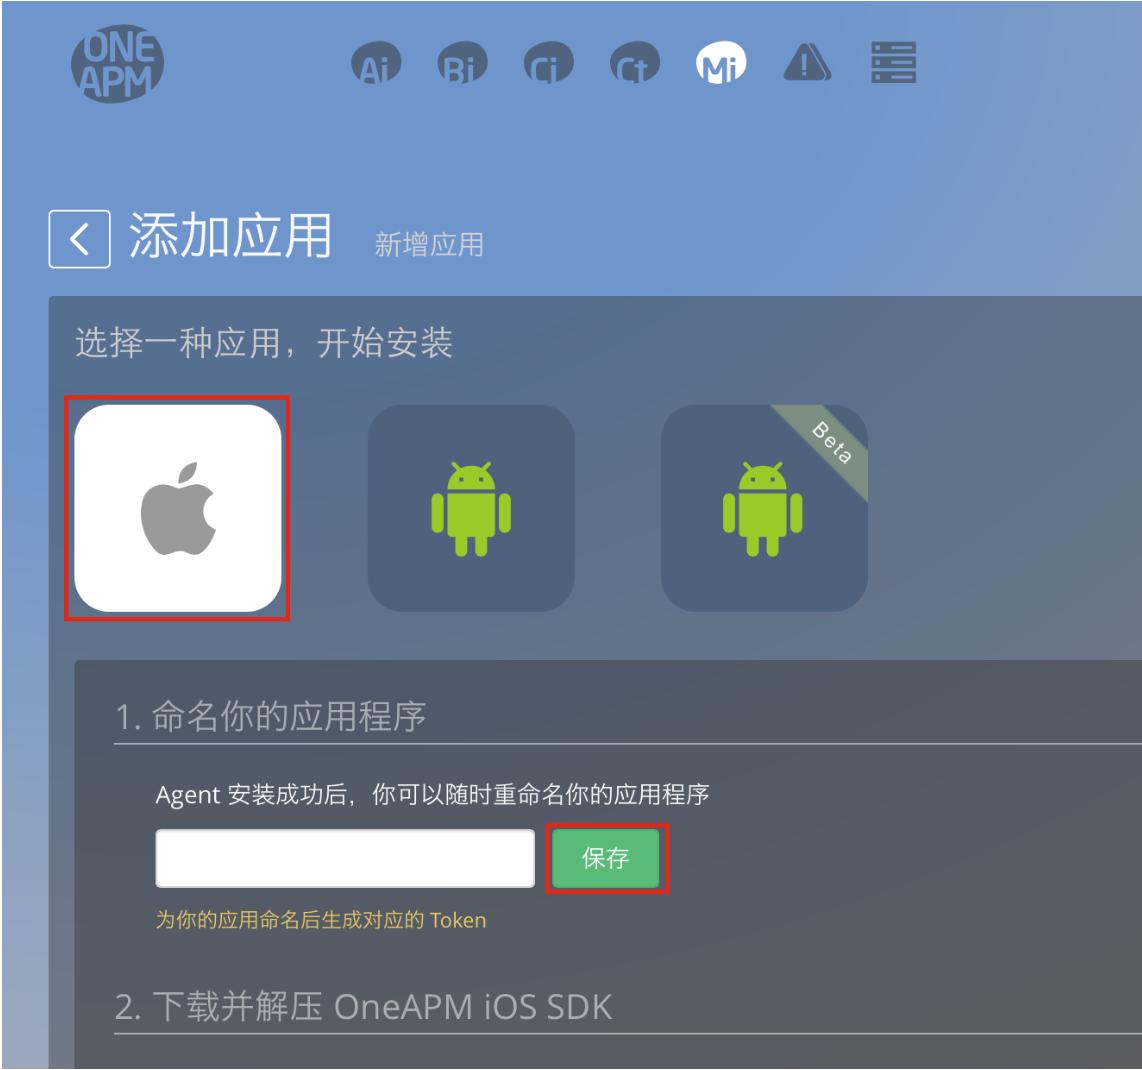 ONE
APM
Ai Bi Ci Ct Mi
添加应用 新增应用
选择一种应用，开始安装
Beta
1. 命名你的应用程序
Agent 安装成功后，你可以随时重命名你的应用程序
保存
为你的应用命名后生成对应的 Token
2. 下载并解压 OneAPM iOS SDK